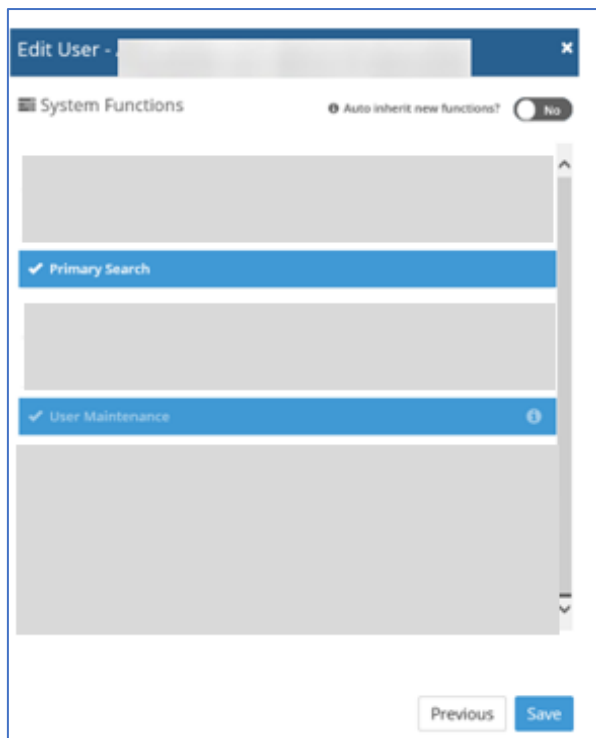 Edit User -
System Functions
Auto inherit new functions?
No
Primary Search
User Maintenance
Previous
Save